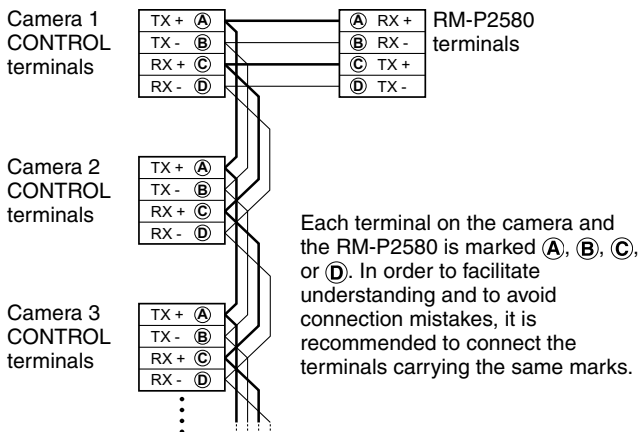 Camera 1
CONTROL
terminals
TX + Ⓐ
TX - Ⓑ
RX + Ⓒ
RX - Ⓓ
Ⓐ RX +
Ⓑ RX -
Ⓒ TX +
Ⓓ TX -
RM-P2580
terminals
Camera 2
CONTROL
terminals
TX + Ⓐ
TX - Ⓑ
RX + Ⓒ
RX - Ⓓ
Each terminal on the camera and
the RM-P2580 is marked Ⓐ, Ⓑ, Ⓒ,
or Ⓓ. In order to facilitate
understanding and to avoid
connection mistakes, it is
recommended to connect the
terminals carrying the same marks.
Camera 3
CONTROL
terminals
TX + Ⓐ
TX - Ⓑ
RX + Ⓒ
RX - Ⓓ